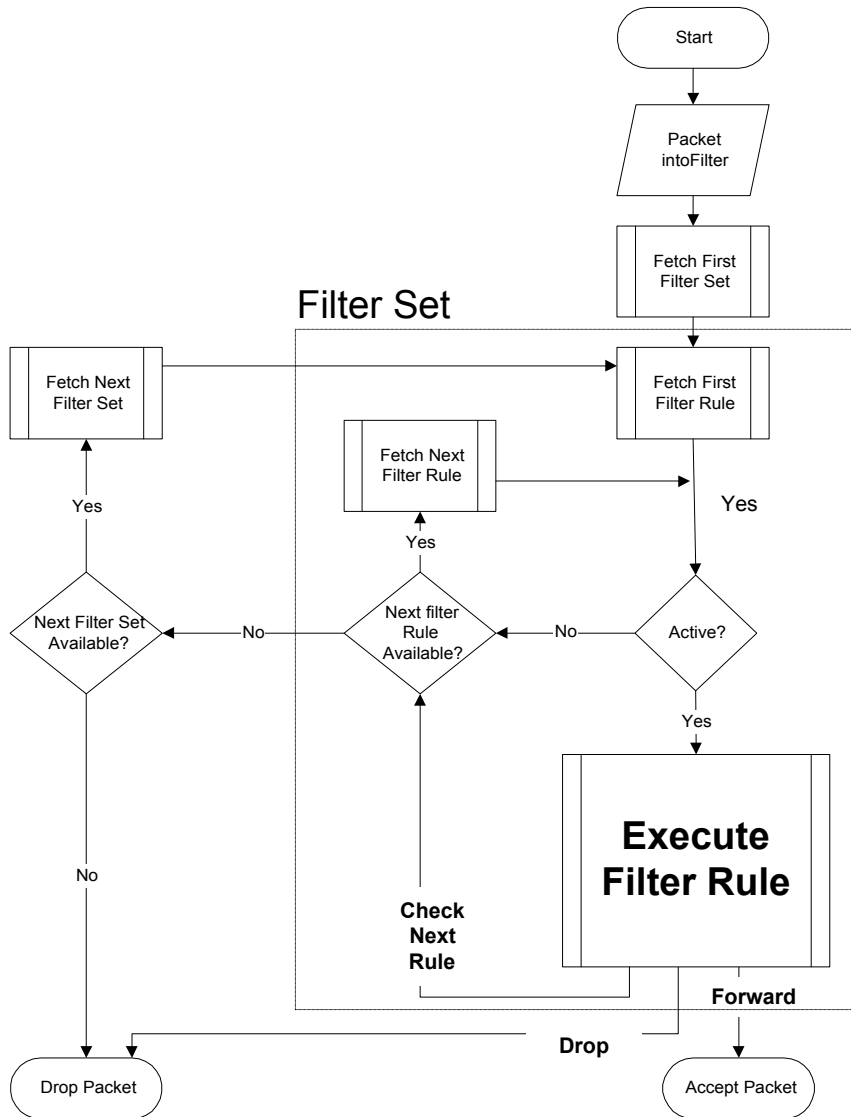 Start
Packet
intoFilter
Fetch First
Filter Set
Filter Set
Fetch Next
Filter Set
Fetch First
Filter Rule
Fetch Next
Filter Rule
Yes
Yes
Yes
Next Filter Set
Available?
No
Next filter
Rule
Available?
No
Active?
Yes
Execute
Filter Rule
No
Check
Next
Rule
Forward
Drop
Drop Packet
Accept Packet